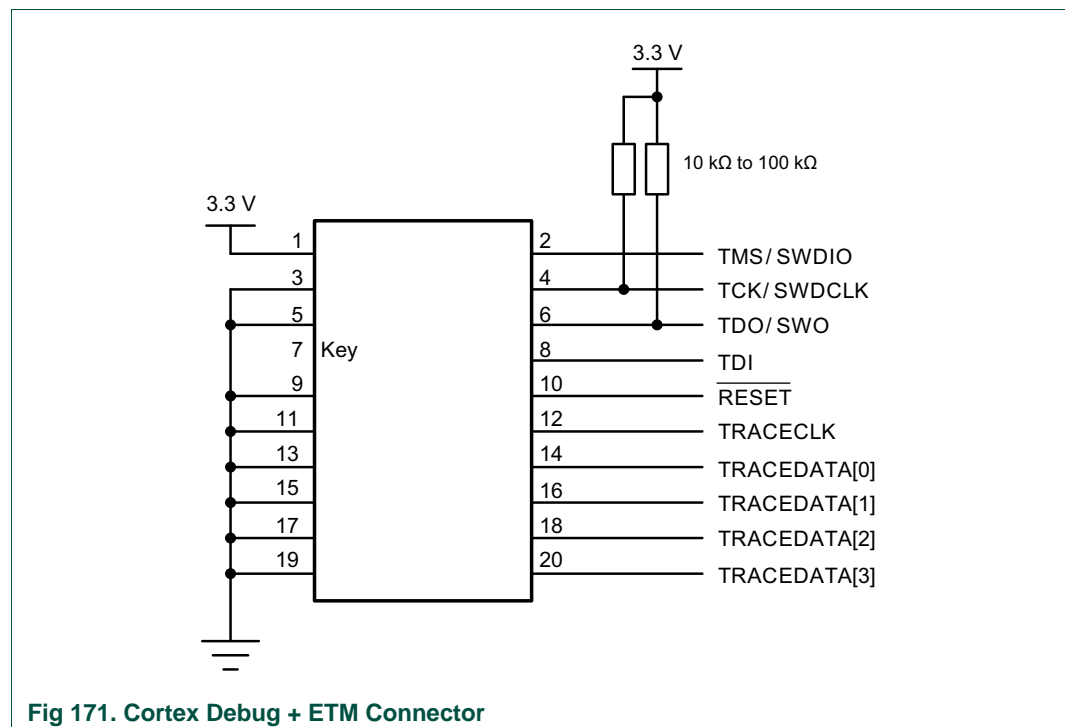 3.3 V
10 kΩ to 100 kΩ
3.3 V
1
2
TMS/ SWDIO
3
4
TCK/ SWDCLK
5
6
TDO/ SWO
7
Key
8
TDI
9
10
RESET
11
12
TRACECLK
13
14
TRACEDATA[0]
15
16
TRACEDATA[1]
17
18
TRACEDATA[2]
19
20
TRACEDATA[3]
Fig 171. Cortex Debug + ETM Connector